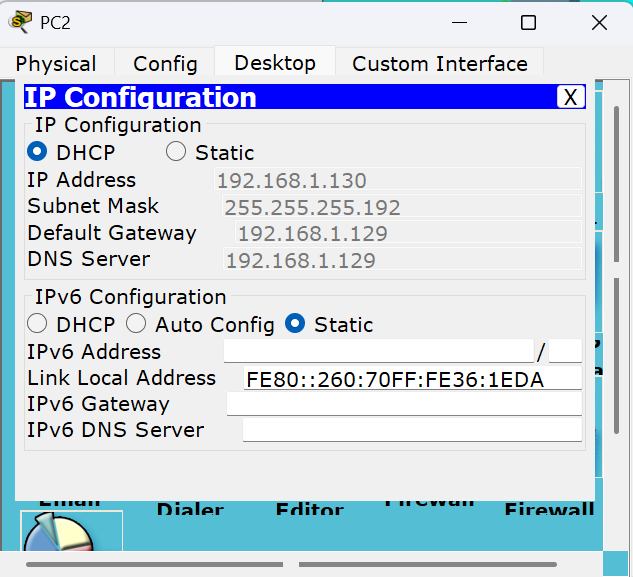 PC2
Physical Config Desktop Custom Interface
IP Configuration X
IP Configuration
DHCP Static
IP Address 192.168.1.130
Subnet Mask 255.255.255.192
Default Gateway 192.168.1.129
DNS Server 192.168.1.129
IPv6 Configuration
DHCP Auto Config Static
IPv6 Address /
Link Local Address FE80::260:70FF:FE36:1EDA
IPv6 Gateway
IPv6 DNS Server
Email Dialer Editor Firewall Firewall